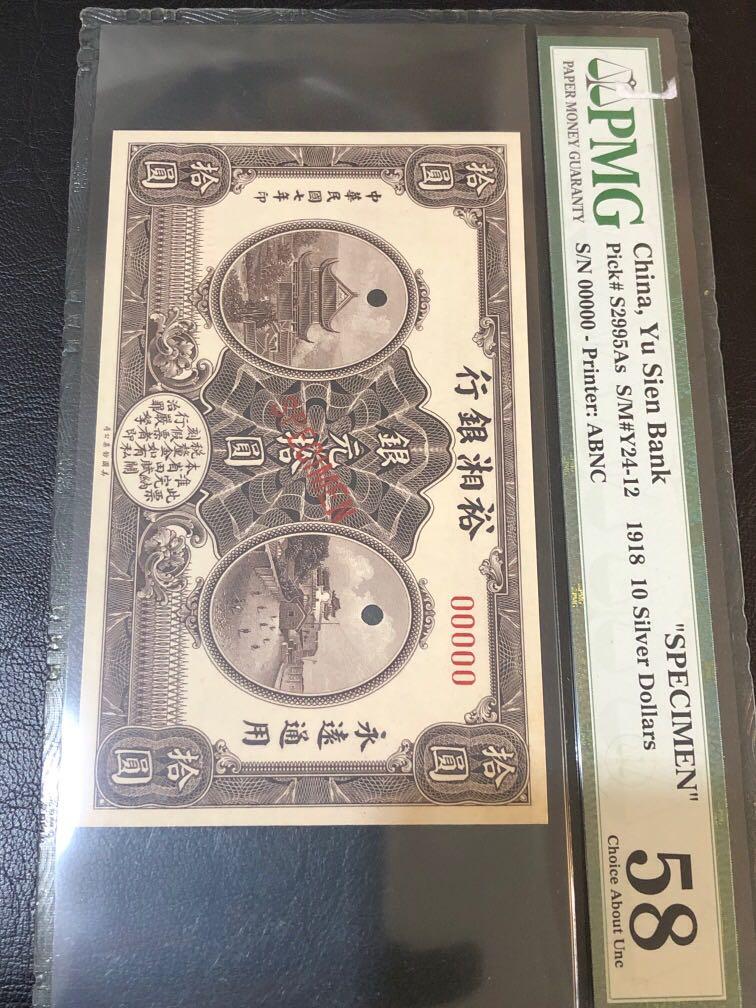 PMG
PAPER MONEY GUARANTY
China, Yu Sien Bank
Pick# S2995As S/M#Y24-12 1918 10 Silver Dollars
S/N 00000 - Printer: ABNC
"SPECIMEN"
58
Choice About Unc
拾圓
拾圓
裕湘銀行
00000
永遠通用
中華民國七年印
銀元拾圓
SPECIMEN
拾圓
拾圓